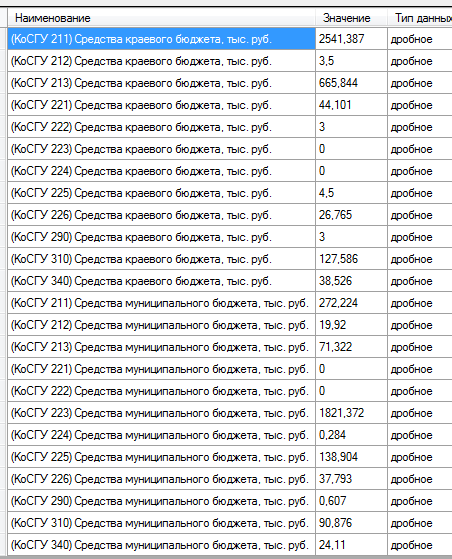 Наименование Значение Тип данных
(КоСГУ 211) Средства краевого бюджета, тыс. руб. 2541,387 дробное
(КоСГУ 212) Средства краевого бюджета, тыс. руб. 3,5 дробное
(КоСГУ 213) Средства краевого бюджета, тыс. руб. 665,844 дробное
(КоСГУ 221) Средства краевого бюджета, тыс. руб. 44,101 дробное
(КоСГУ 222) Средства краевого бюджета, тыс. руб. 3 дробное
(КоСГУ 223) Средства краевого бюджета, тыс. руб. 0 дробное
(КоСГУ 224) Средства краевого бюджета, тыс. руб. 0 дробное
(КоСГУ 225) Средства краевого бюджета, тыс. руб. 4,5 дробное
(КоСГУ 226) Средства краевого бюджета, тыс. руб. 26,765 дробное
(КоСГУ 290) Средства краевого бюджета, тыс. руб. 3 дробное
(КоСГУ 310) Средства краевого бюджета, тыс. руб. 127,586 дробное
(КоСГУ 340) Средства краевого бюджета, тыс. руб. 38,526 дробное
(КоСГУ 211) Средства муниципального бюджета, тыс. руб. 272,224 дробное
(КоСГУ 212) Средства муниципального бюджета, тыс. руб. 19,92 дробное
(КоСГУ 213) Средства муниципального бюджета, тыс. руб. 71,322 дробное
(КоСГУ 221) Средства муниципального бюджета, тыс. руб. 0 дробное
(КоСГУ 222) Средства муниципального бюджета, тыс. руб. 0 дробное
(КоСГУ 223) Средства муниципального бюджета, тыс. руб. 1821,372 дробное
(КоСГУ 224) Средства муниципального бюджета, тыс. руб. 0,284 дробное
(КоСГУ 225) Средства муниципального бюджета, тыс. руб. 138,904 дробное
(КоСГУ 226) Средства муниципального бюджета, тыс. руб. 37,793 дробное
(КоСГУ 290) Средства муниципального бюджета, тыс. руб. 0,607 дробное
(КоСГУ 310) Средства муниципального бюджета, тыс. руб. 90,876 дробное
(КоСГУ 340) Средства муниципального бюджета, тыс. руб. 24,11 дробное